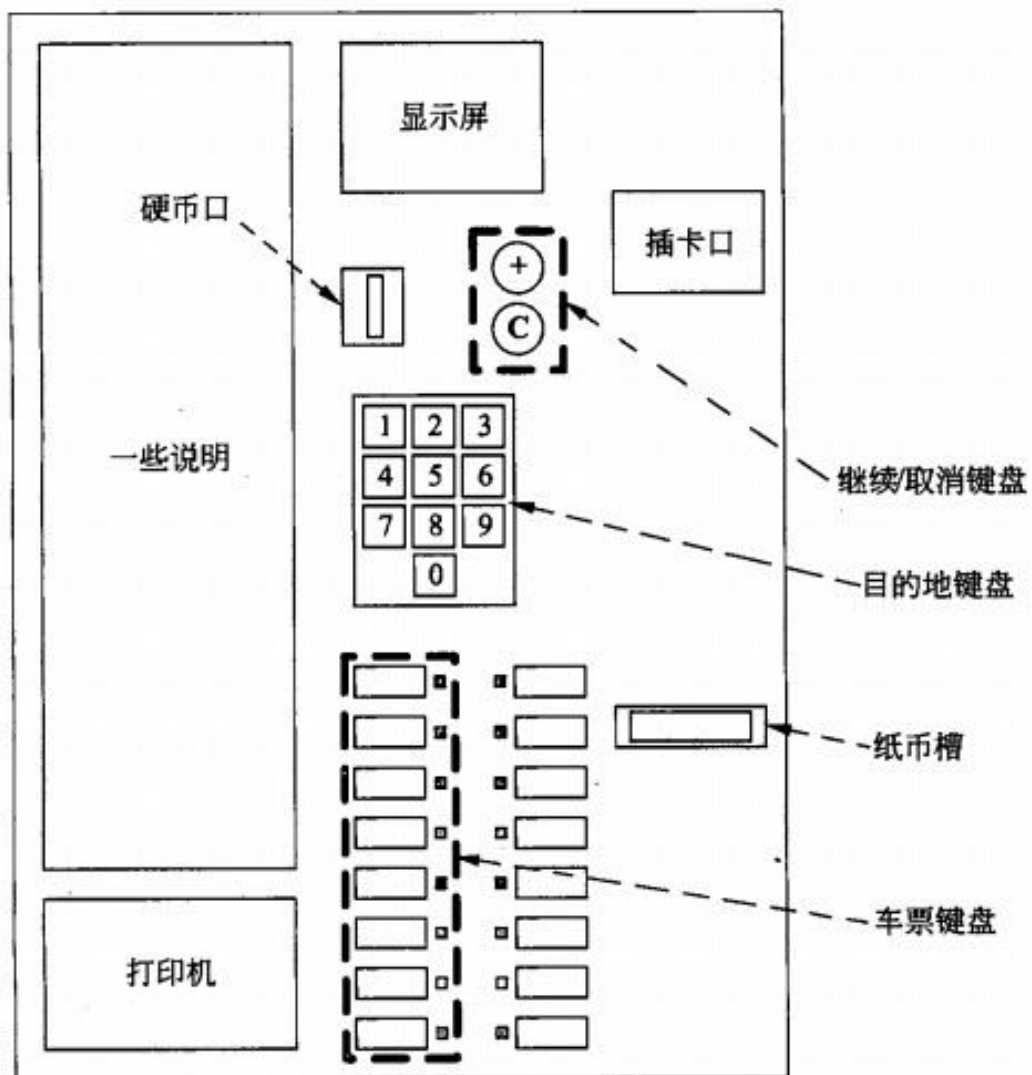 显示屏
硬币口
插卡口
+
C
1 2 3
4 5 6
7 8 9
0
一些说明
继续/取消键盘
目的地键盘
纸币槽
车票键盘
打印机